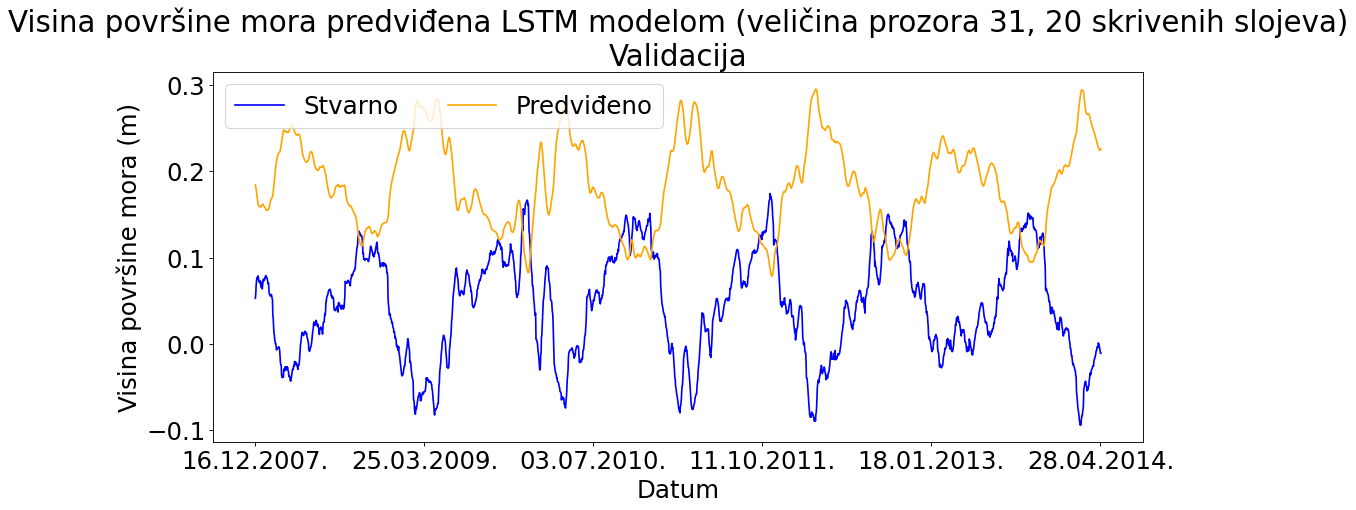 Visina površine mora predviđena LSTM modelom (veličina prozora 31, 20 skrivenih slojeva)
Validacija
Stvarno
Predviđeno
Visina površine mora (m)
0.3
0.2
0.1
0.0
−0.1
16.12.2007.
25.03.2009.
03.07.2010.
11.10.2011.
18.01.2013.
28.04.2014.
Datum